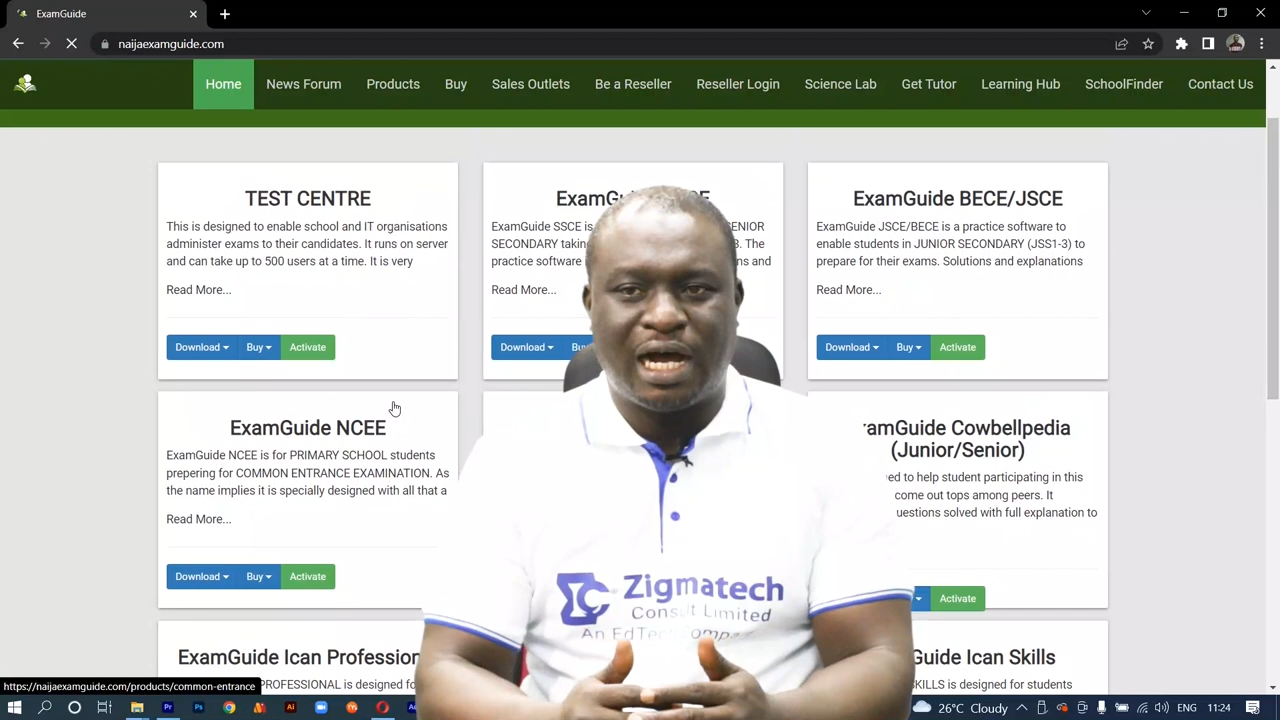 ExamGuide
naijaexamguide.com
Home News Forum Products Buy Sales Outlets Be a Reseller Reseller Login Science Lab Get Tutor Learning Hub SchoolFinder Contact Us
TEST CENTRE
This is designed to enable school and IT organisations
administer exams to their candidates. It runs on server
and can take up to 500 users at a time. It is very
Read More...
Download Buy Activate
ExamGuide SSCE is
SECONDARY taking
practice software
SENIOR
The
and
Read More...
Download
ExamGuide BECE/JSCE
ExamGuide JSCE/BECE is a practice software to
enable students in JUNIOR SECONDARY (JSS1-3) to
prepare for their exams. Solutions and explanations
Read More...
Download Buy Activate
ExamGuide NCEE
ExamGuide NCEE is for PRIMARY SCHOOL students
prepering for COMMON ENTRANCE EXAMINATION. As
the name implies it is specially designed with all that a
Read More...
Download Buy Activate
Cowbellpedia
(Junior/Senior)
to help student participating in this
come out tops among peers. It
solved with full explanation to
Activate
ExamGuide Ican
is designed
Guide Ican Skills
is designed for students
Zigmatech
Consult Limited
An EdTech
https://naijaexamguide.com/products/common-entrance
26°C Cloudy ENG 11:24